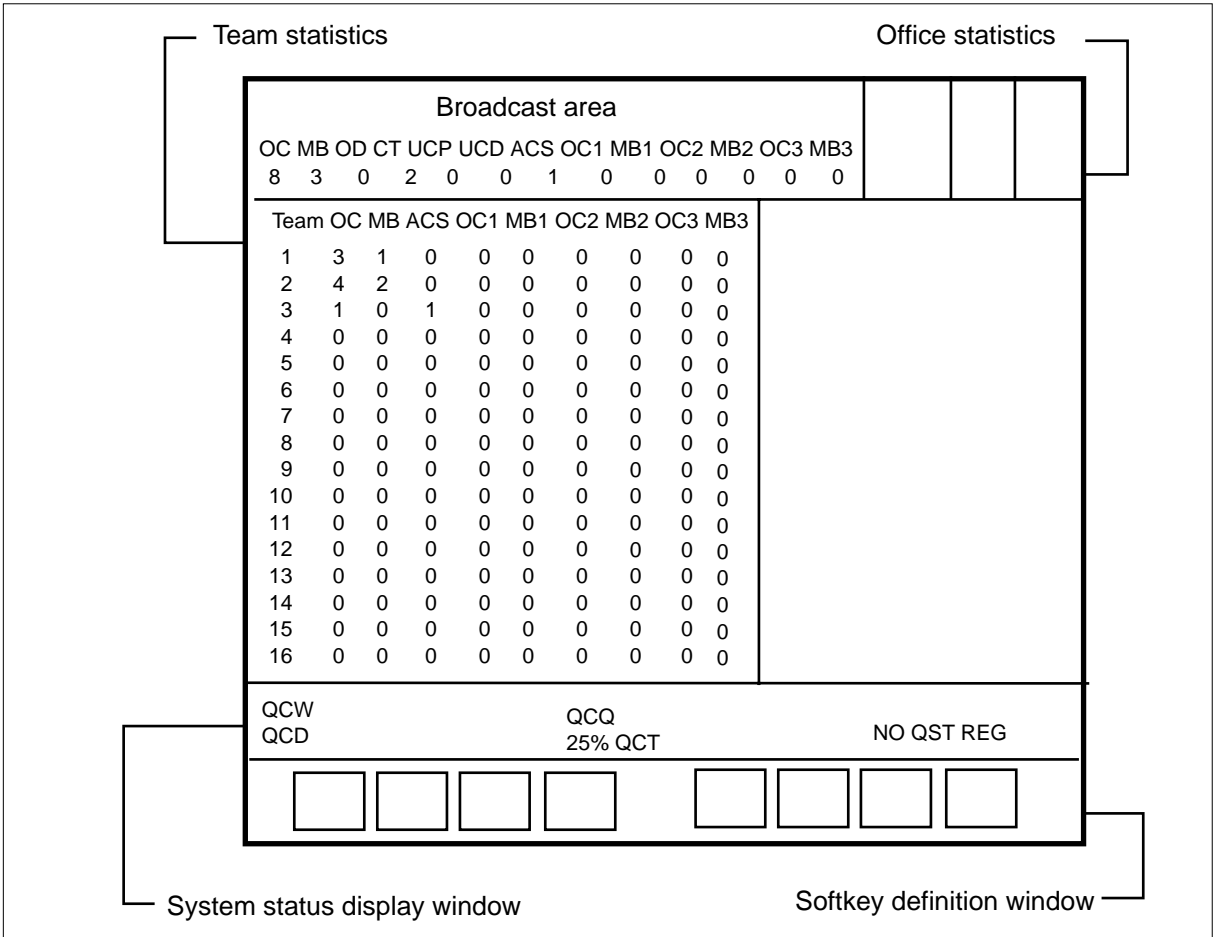 Team statistics Office statistics
Broadcast area
OC MB OD CT UCP UCD ACS OC1 MB1 OC2 MB2 OC3 MB3
8 3 0 2 0 0 1 0 0 0 0 0 0
Team OC MB ACS OC1 MB1 OC2 MB2 OC3 MB3
1 3 1 0 0 0 0 0 0 0
2 4 2 0 0 0 0 0 0 0
3 1 0 1 0 0 0 0 0 0
4 0 0 0 0 0 0 0 0 0
5 0 0 0 0 0 0 0 0 0
6 0 0 0 0 0 0 0 0 0
7 0 0 0 0 0 0 0 0 0
8 0 0 0 0 0 0 0 0 0
9 0 0 0 0 0 0 0 0 0
10 0 0 0 0 0 0 0 0 0
11 0 0 0 0 0 0 0 0 0
12 0 0 0 0 0 0 0 0 0
13 0 0 0 0 0 0 0 0 0
14 0 0 0 0 0 0 0 0 0
15 0 0 0 0 0 0 0 0 0
16 0 0 0 0 0 0 0 0 0
QCW QCQ
QCD 25% QCT NO QST REG
System status display window Softkey definition window